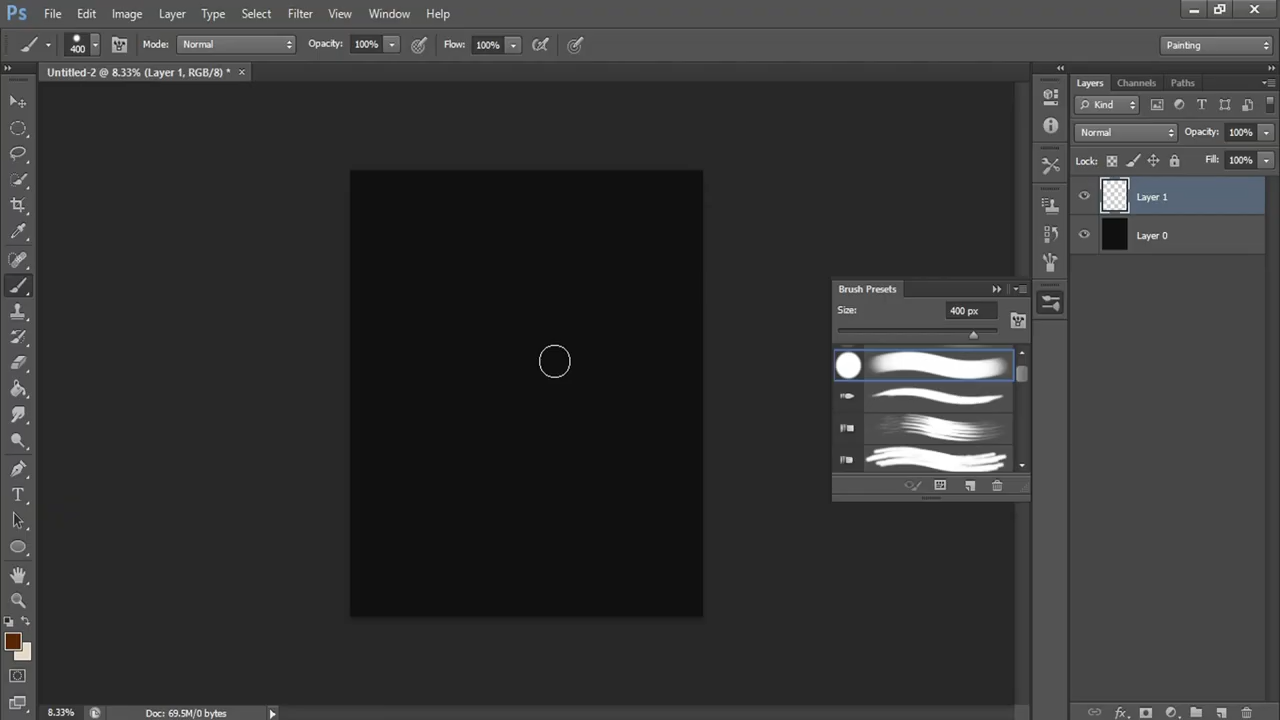 Ps File Edit Image Layer Type Select Filter View Window Help
400 Mode: Normal Opacity: 100% Flow: 100% Painting
Untitled-2 @ 8.33% (Layer 1, RGB/8) * ×
Layers Channels Paths
Kind
Normal Opacity: 100%
Lock: Fill: 100%
Layer 1
Layer 0
Brush Presets
Size: 400 px
8.33% Doc: 69.5M/0 bytes